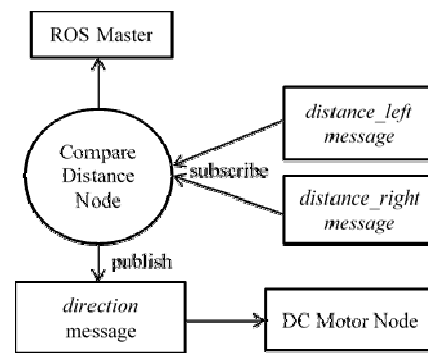 ROS Master
distance_left
message
Compare
Distance
Node
subscribe
distance_right
message
publish
direction
message
DC Motor Node